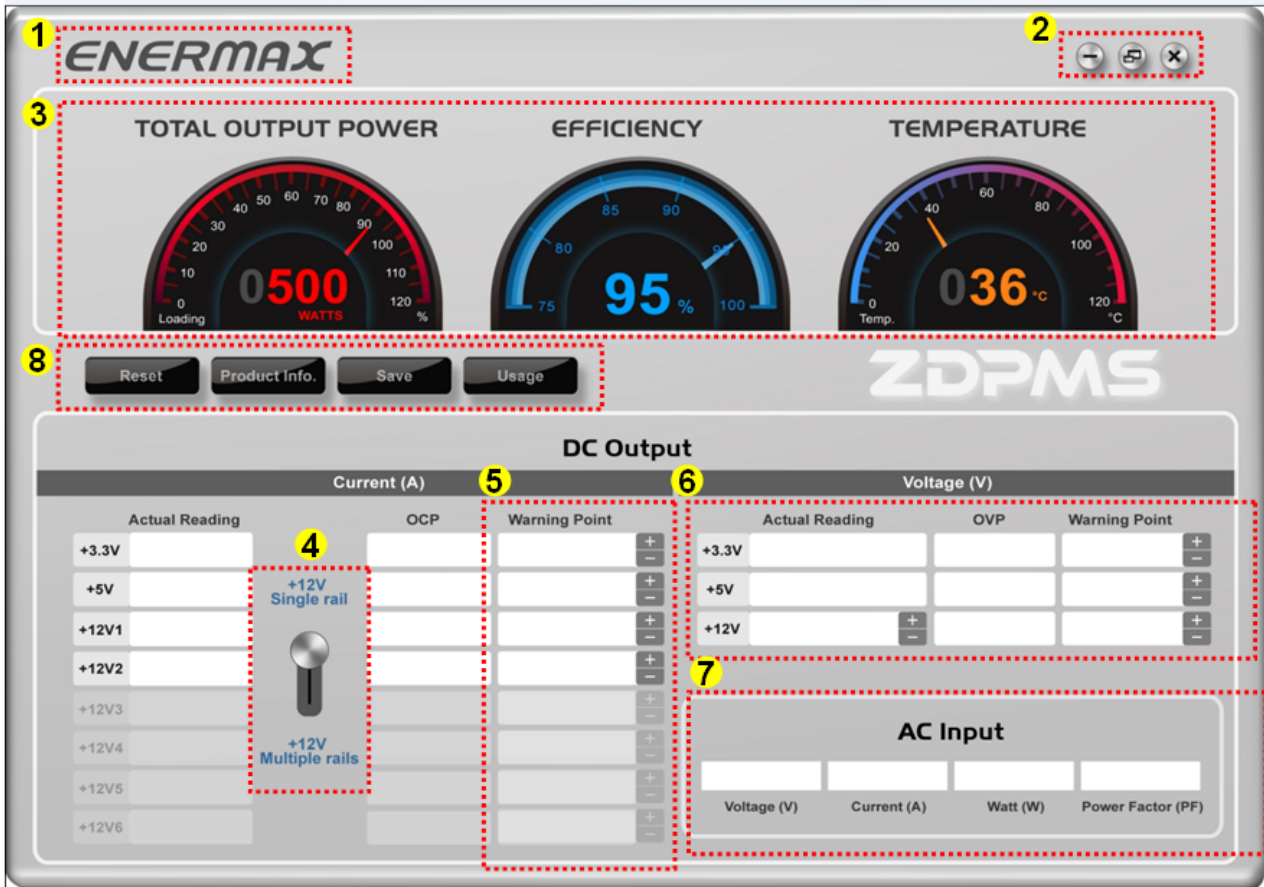 1
ENERMAX
2
3
TOTAL OUTPUT POWER
0 10 20 30 40 50 60 70 80 90 100 110 120
Loading
%
0500
WATTS
EFFICIENCY
75 80 85 90 95 100
95 %
TEMPERATURE
0 20 40 60 80 100 120
Temp.
°C
036 °C
8
Reset
Product Info.
Save
Usage
ZDPMS
DC Output
Current (A)
5
Actual Reading
OCP
Warning Point
4
+3.3V
+5V
+12V1
+12V2
+12V3
+12V4
+12V5
+12V6
+12V
Single rail
+12V
Multiple rails
+
−
+
−
+
−
+
−
+
−
+
−
+
−
+
−
6
Voltage (V)
Actual Reading
OVP
Warning Point
+3.3V
+
−
+5V
+
−
+12V
+
−
+
−
7
AC Input
Voltage (V)
Current (A)
Watt (W)
Power Factor (PF)